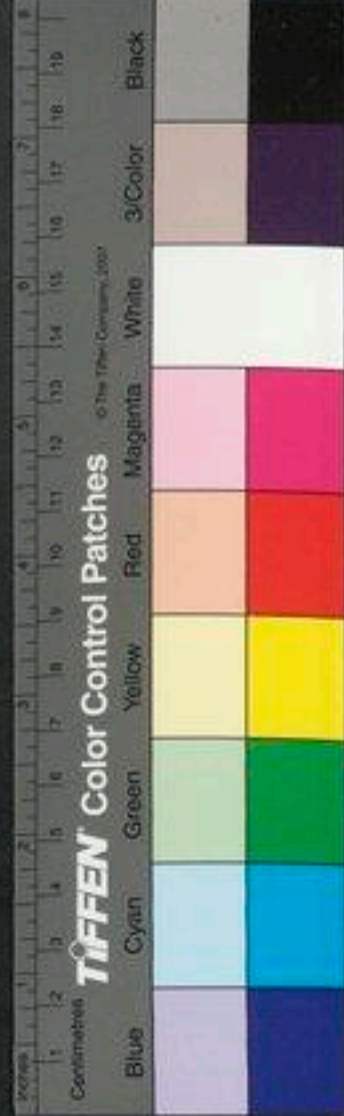 Inches 1 2 3 4 5 6 7 8
1 2 3 4 5 6 7 8 9 10 11 12 13 14 15 16 17 18 19
Centimetres
TIFFEN Color Control Patches
© The Tiffen Company, 2007
Blue Cyan Green Yellow Red Magenta White 3/Color Black